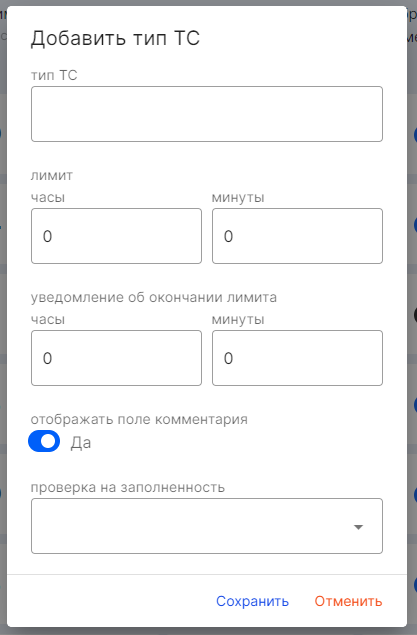 Добавить тип ТС
тип ТС
лимит
часы минуты
0 0
уведомление об окончании лимита
часы минуты
0 0
отображать поле комментария
Да
проверка на заполненность
Сохранить Отменить